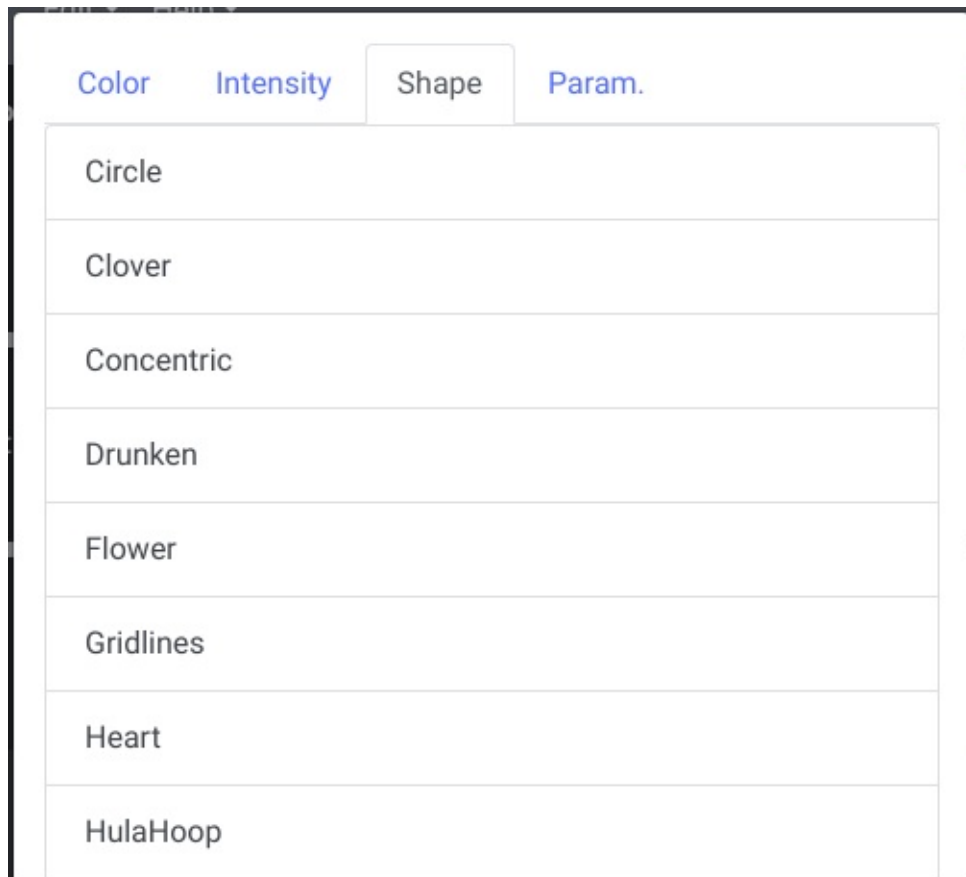 Color Intensity Shape Param.
Circle
Clover
Concentric
Drunken
Flower
Gridlines
Heart
HulaHoop